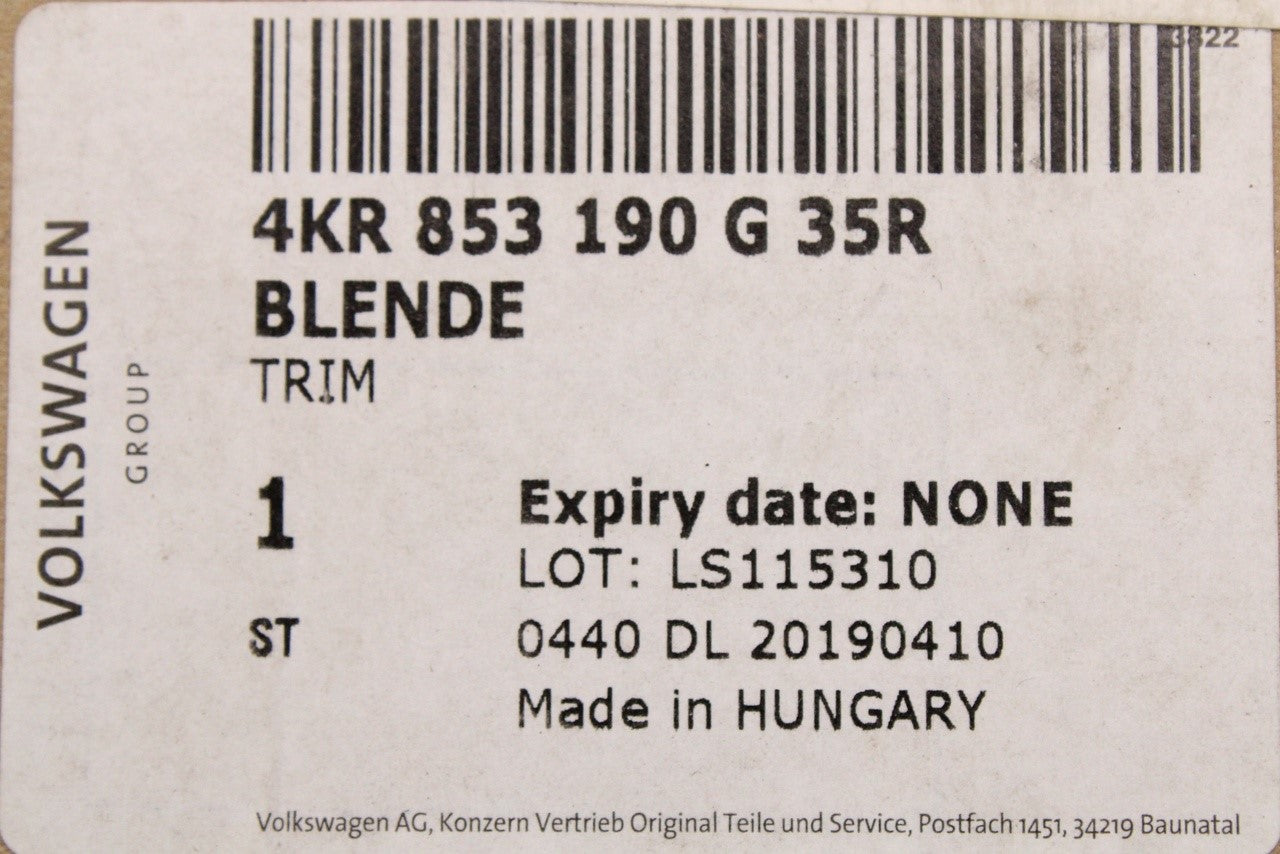 4KR 853 190 G 35R
BLENDE
TRIM
1
Expiry date: NONE
LOT: LS115310
ST
0440 DL 20190410
Made in HUNGARY
VOLKSWAGEN
GROUP
Volkswagen AG, Konzern Vertrieb Original Teile und Service, Postfach 1451, 34219 Baunatal